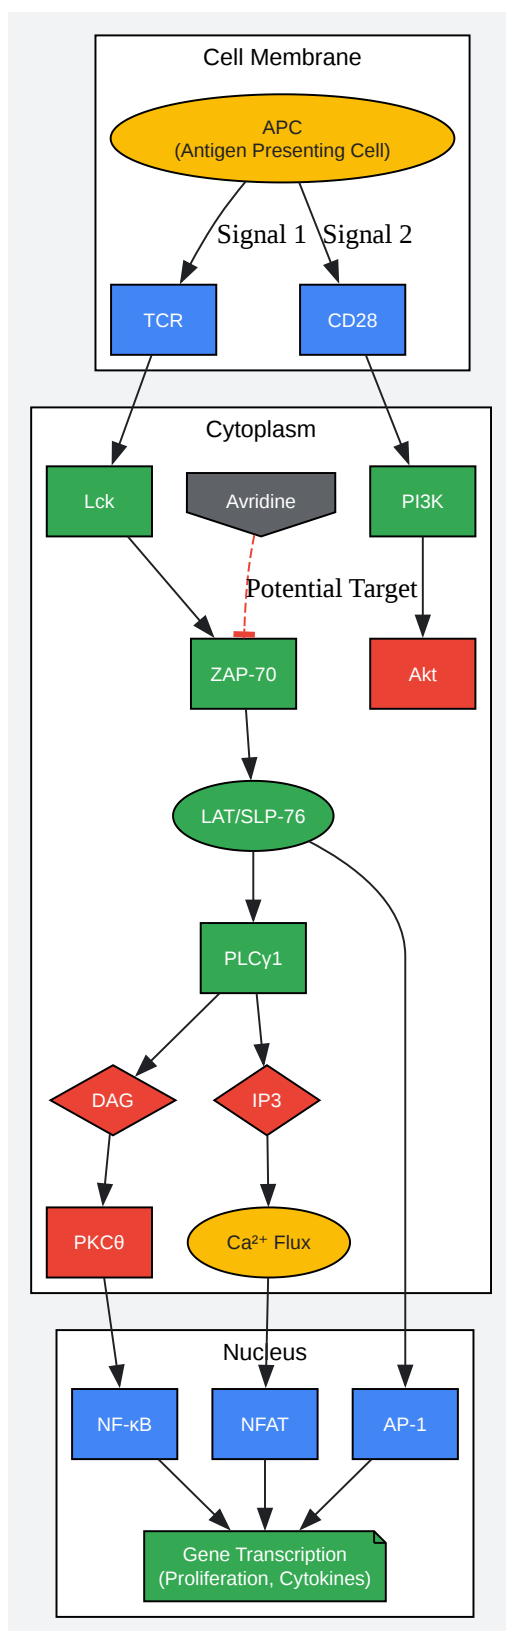 Cell Membrane
APC
(Antigen Presenting Cell)
Signal 1
Signal 2
TCR
CD28
Cytoplasm
Lck
Avridine
PI3K
Potential Target
ZAP-70
Akt
LAT/SLP-76
PLCγ1
DAG
IP3
PKCθ
Ca²⁺ Flux
Nucleus
NF-κB
NFAT
AP-1
Gene Transcription
(Proliferation, Cytokines)